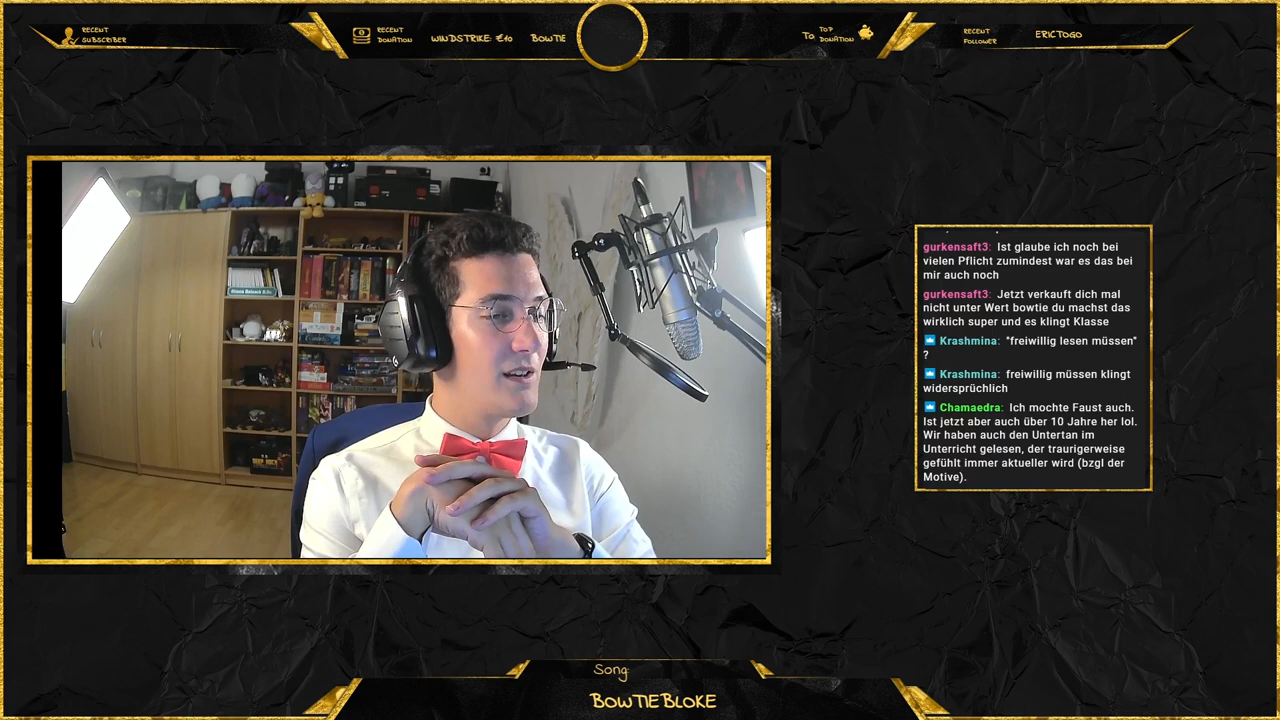 RECENT
SUBSCRIBER
RECENT
DONATION
WINDSTRIKE: €10
BOWTIE
To
TOP
DONATION
RECENT
FOLLOWER
ERICTOGO
gurkensaft3: Ist glaube ich noch bei
vielen Pflicht zumindest war es das bei
mir auch noch
gurkensaft3: Jetzt verkauft dich mal
nicht unter Wert bowtie du machst das
wirklich super und es klingt Klasse
Krashmina: "freiwillig lesen müssen"
?
Krashmina: freiwillig müssen klingt
widersprüchlich
Chamaedra: Ich mochte Faust auch.
Ist jetzt aber auch über 10 Jahre her lol.
Wir haben auch den Untertan im
Unterricht gelesen, der traurigerweise
gefühlt immer aktueller wird (bzgl der
Motive).
Song:
BOWTIEBLOKE